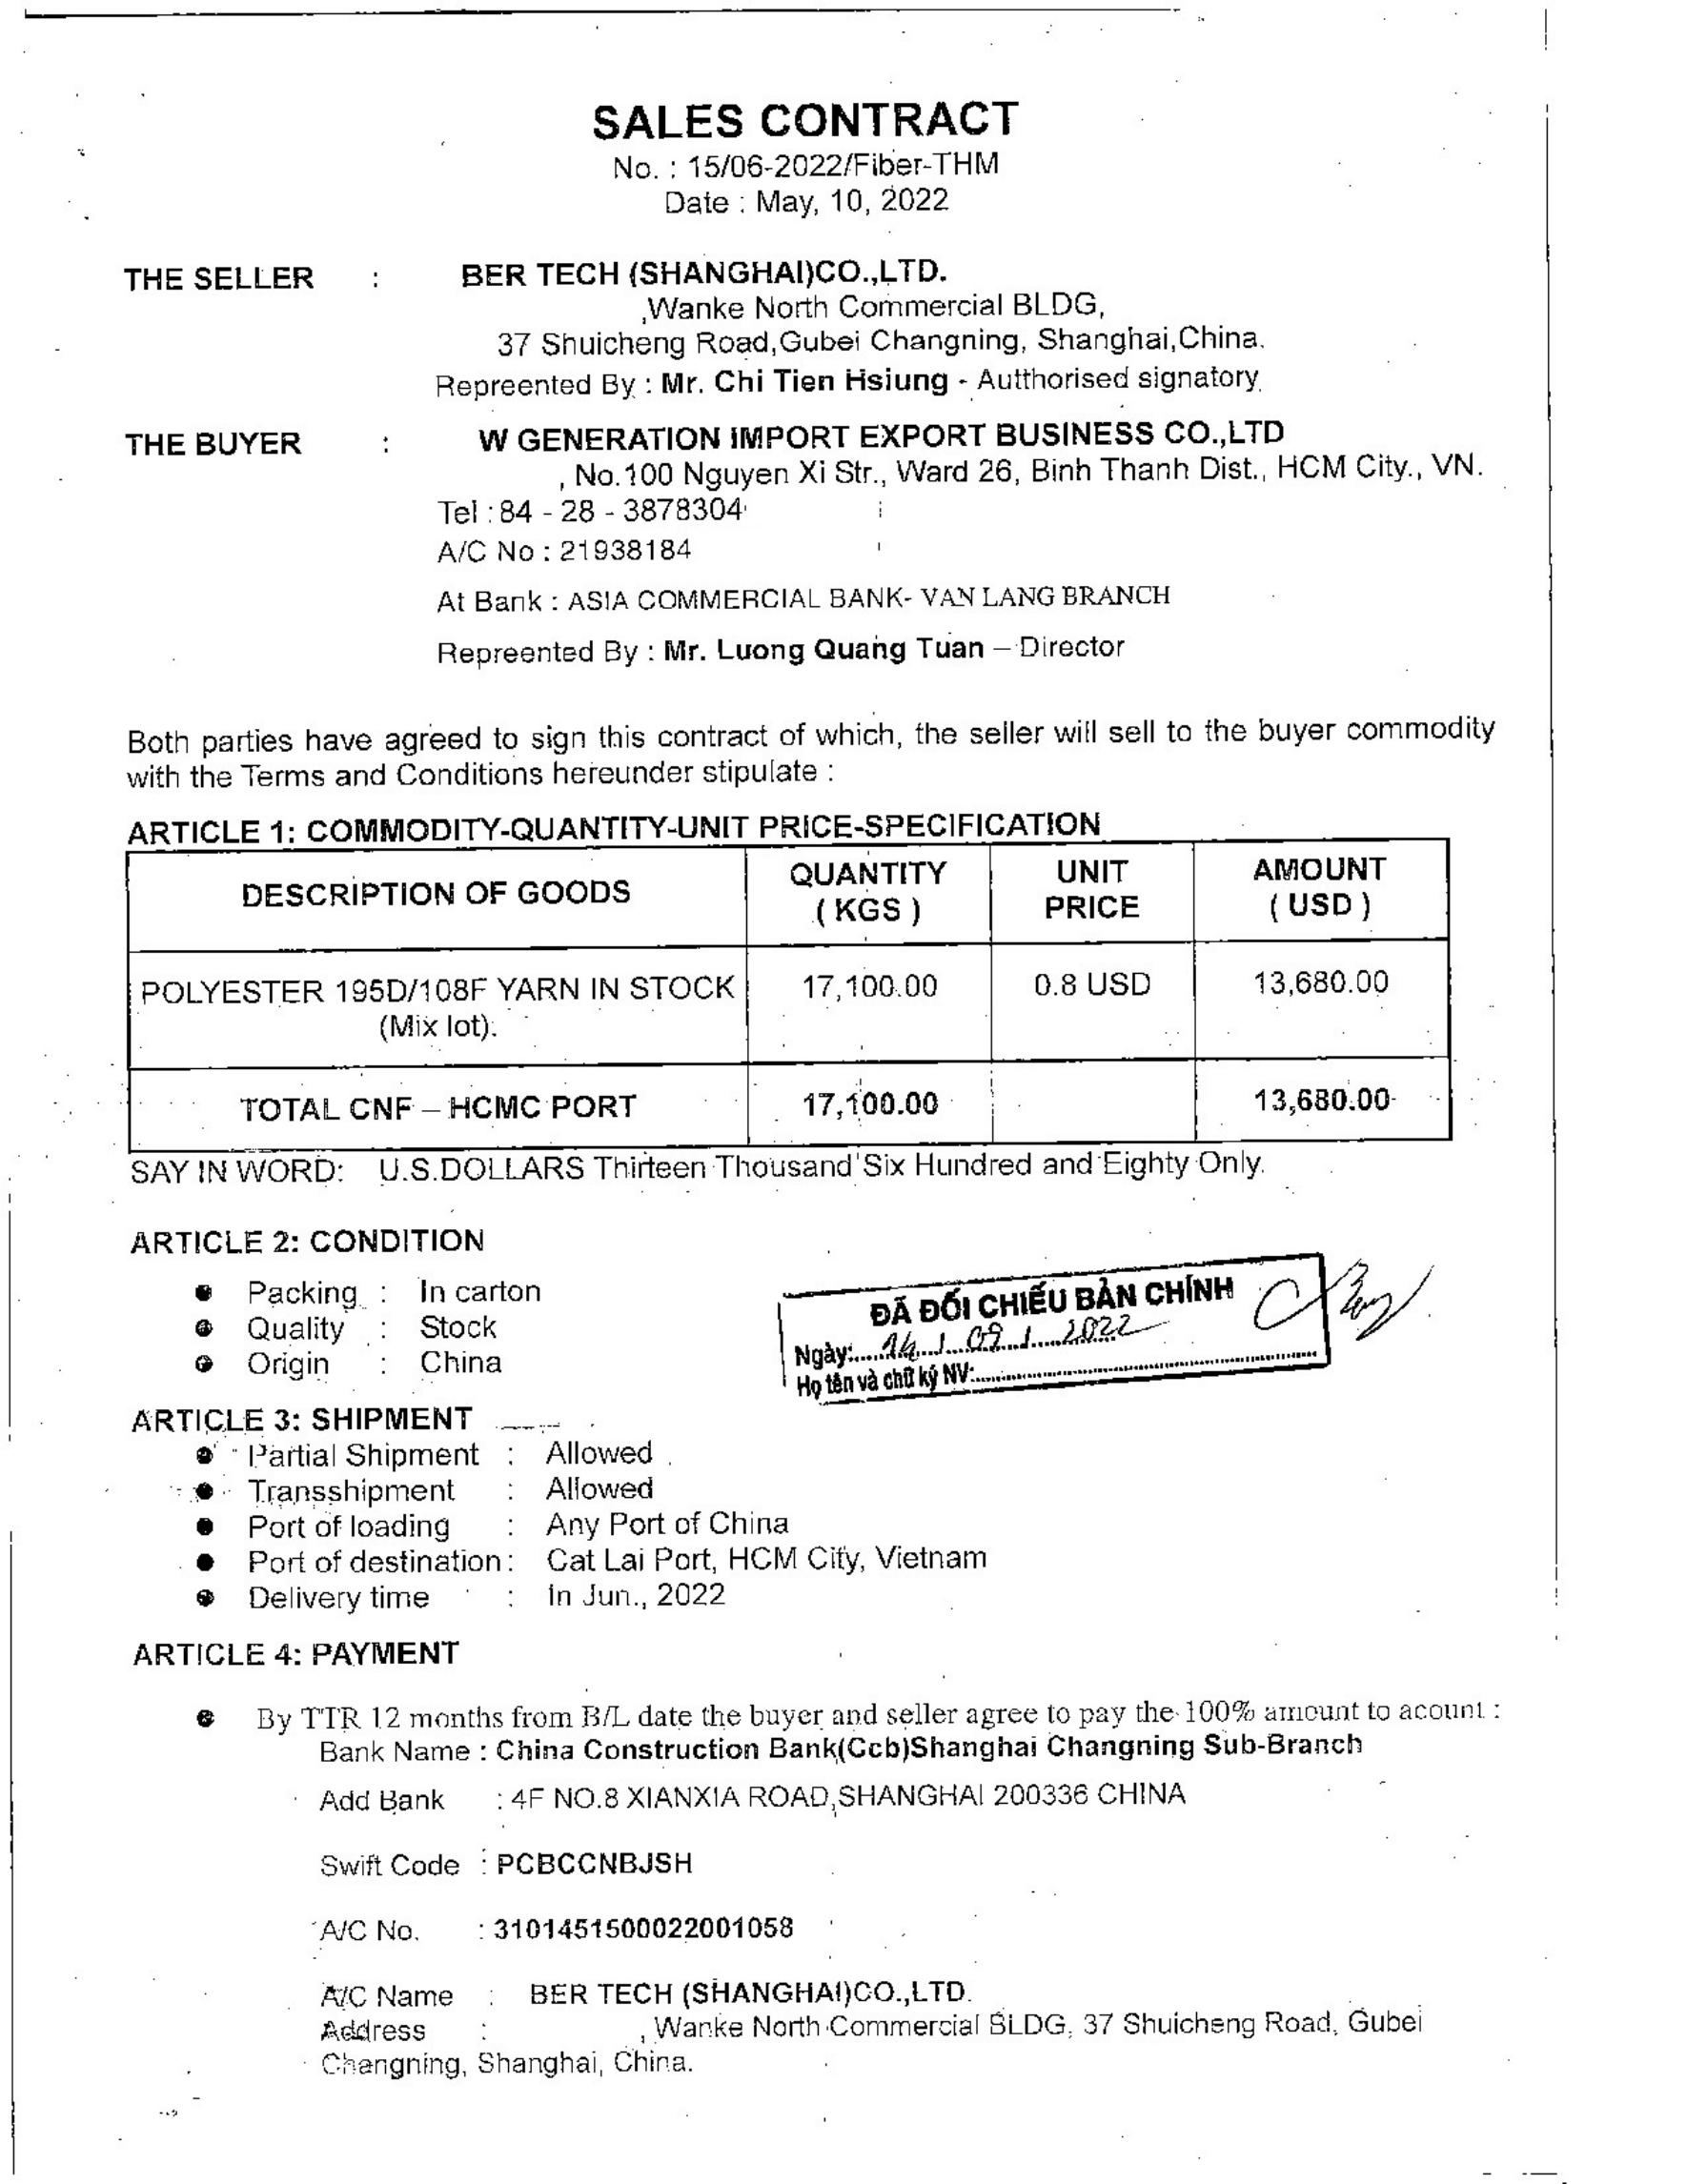 SALES CONTRACT
No. : 15/06-2022/Fiber-THM
Date : May, 10, 2022
THE SELLER : BER TECH (SHANGHAI)CO.,LTD.
,Wanke North Commercial BLDG,
37 Shuicheng Road,Gubei Changning, Shanghai,China.
Repreented By : Mr. Chi Tien Hsiung - Autthorised signatory.
THE BUYER : W GENERATION IMPORT EXPORT BUSINESS CO.,LTD
, No.100 Nguyen Xi Str., Ward 26, Binh Thanh Dist., HCM City., VN.
Tel : 84 - 28 - 3878304
A/C No : 21938184
At Bank : ASIA COMMERCIAL BANK- VAN LANG BRANCH
Repreented By : Mr. Luong Quang Tuan – Director
Both parties have agreed to sign this contract of which, the seller will sell to the buyer commodity
with the Terms and Conditions hereunder stipulate :
ARTICLE 1: COMMODITY-QUANTITY-UNIT PRICE-SPECIFICATION
DESCRIPTION OF GOODS QUANTITY ( KGS ) UNIT PRICE AMOUNT ( USD )
POLYESTER 195D/108F YARN IN STOCK 17,100.00 0.8 USD 13,680.00
(Mix lot).
TOTAL CNF – HCMC PORT 17,100.00 13,680.00
SAY IN WORD: U.S.DOLLARS Thirteen Thousand Six Hundred and Eighty Only.
ARTICLE 2: CONDITION
● Packing : In carton
● Quality : Stock
● Origin : China
ĐÃ ĐỐI CHIẾU BẢN CHÍNH
Ngày:.....14..../..09../....2022
Họ tên và chữ ký NV:..............................
ARTICLE 3: SHIPMENT
● Partial Shipment : Allowed
● Transshipment : Allowed
● Port of loading : Any Port of China
● Port of destination : Cat Lai Port, HCM City, Vietnam
● Delivery time : In Jun., 2022
ARTICLE 4: PAYMENT
● By TTR 12 months from B/L date the buyer and seller agree to pay the 100% amount to acount :
Bank Name : China Construction Bank(Ccb)Shanghai Changning Sub-Branch
Add Bank : 4F NO.8 XIANXIA ROAD,SHANGHAI 200336 CHINA
Swift Code : PCBCCNBJSH
A/C No. : 3101451500022001058
A/C Name : BER TECH (SHANGHAI)CO.,LTD.
Address : , Wanke North Commercial BLDG, 37 Shuicheng Road, Gubei
Changning, Shanghai, China.